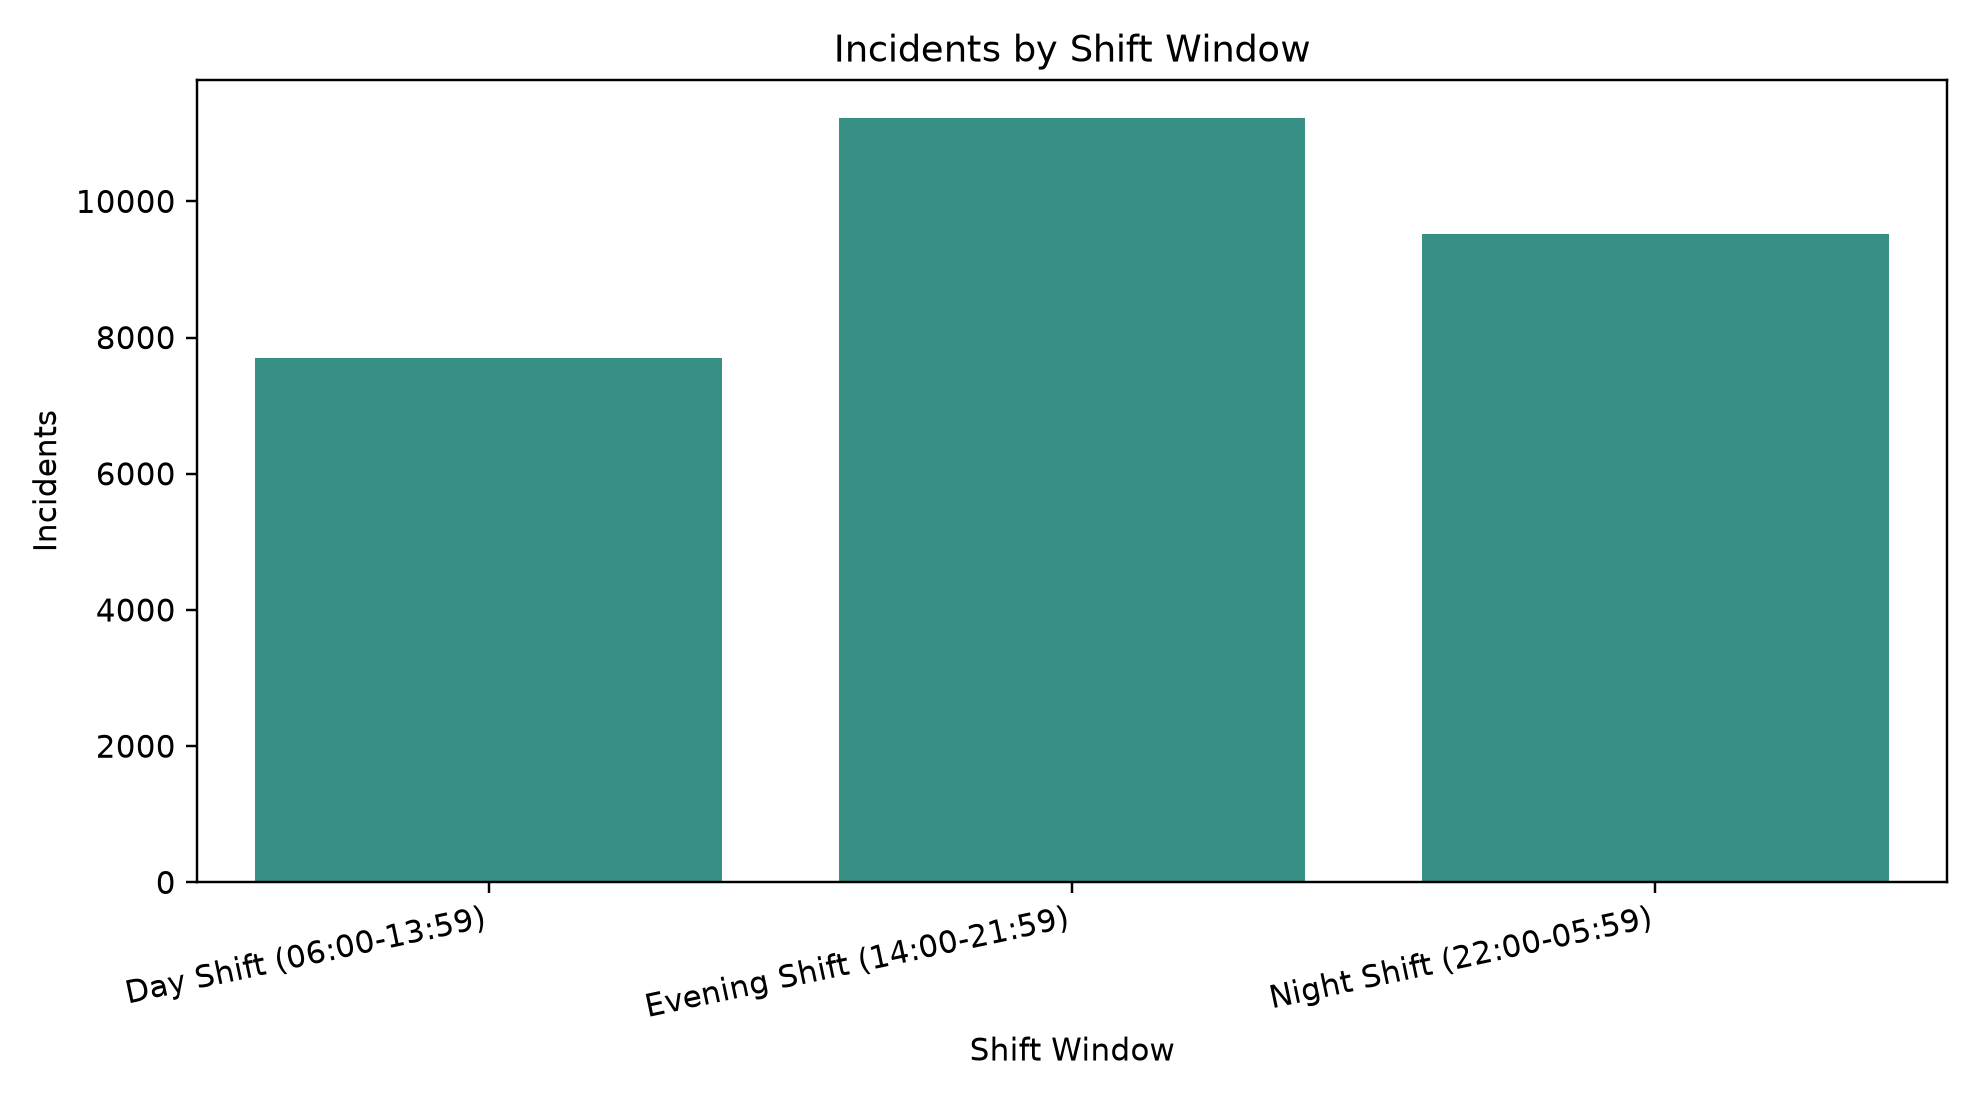 Incidents by Shift Window
Incidents
10000
8000
6000
4000
2000
0
Day Shift (06:00-13:59)
Evening Shift (14:00-21:59)
Night Shift (22:00-05:59)
Shift Window